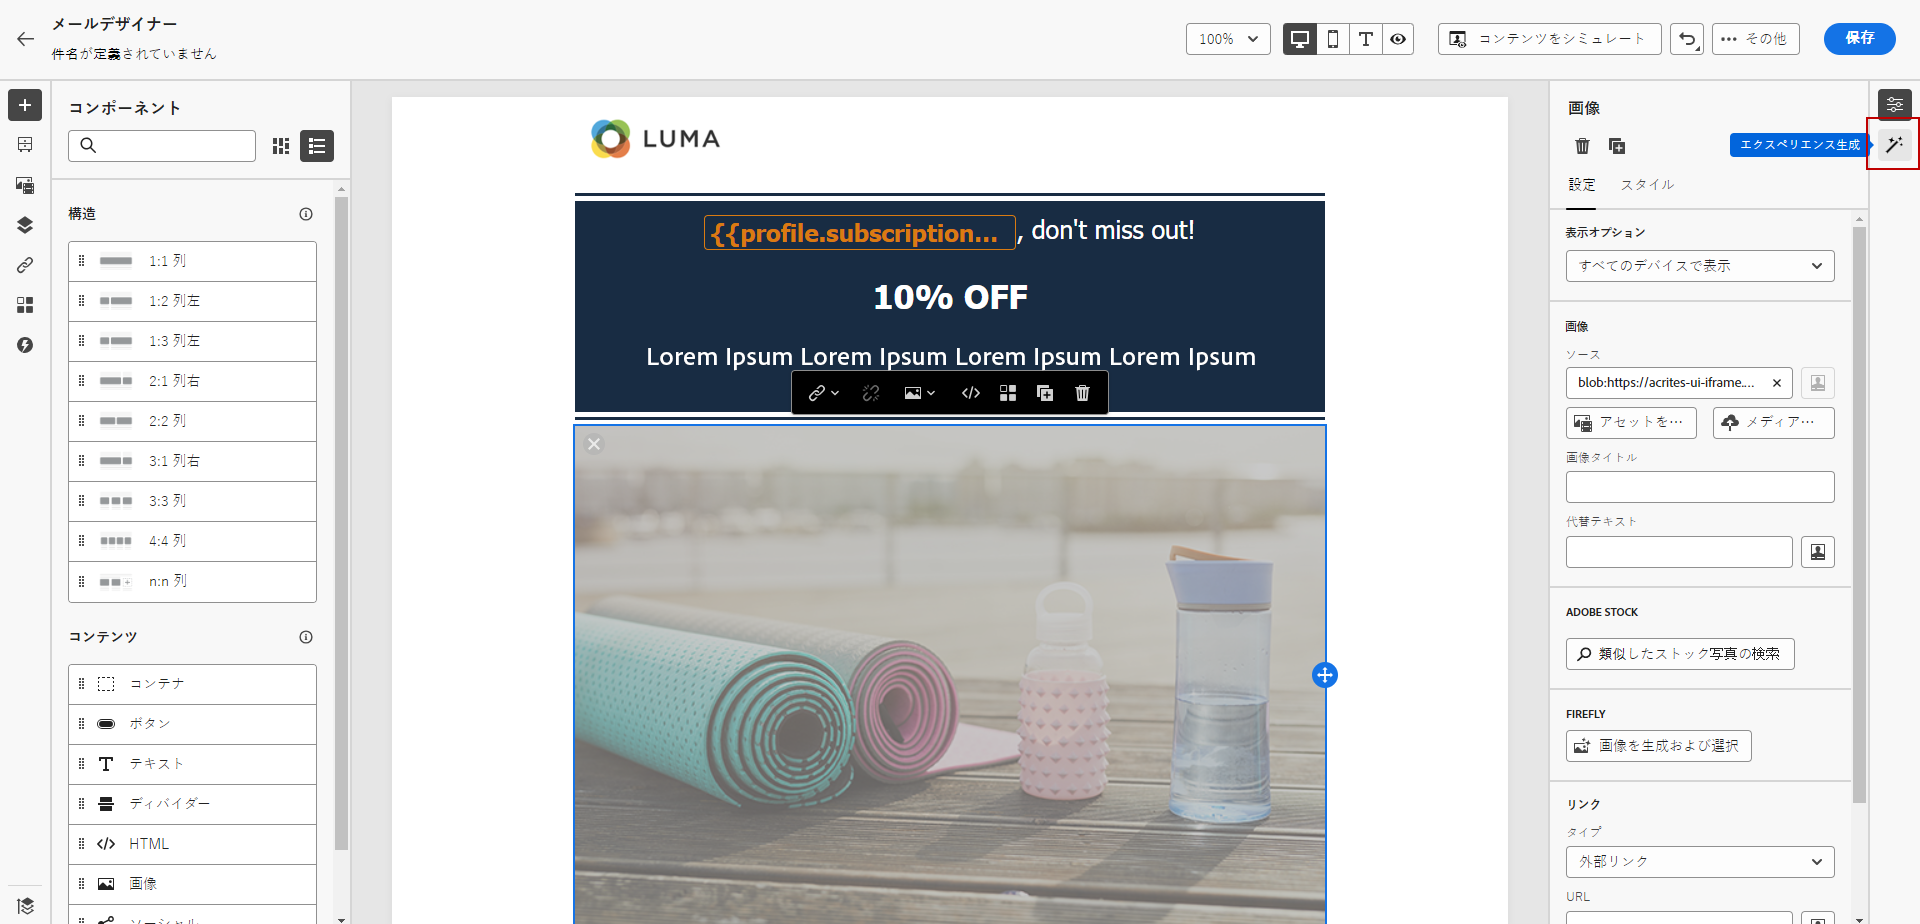 メールデザイナー
件名が定義されていません
100%
コンテンツをシミュレート
その他
保存
コンポーネント
構造
1:1 列
1:2 列左
1:3 列左
2:1 列右
2:2 列
3:1 列右
3:3 列
4:4 列
n:n 列
コンテンツ
コンテナ
ボタン
テキスト
ディバイダー
HTML
画像
ソーシャル
LUMA
{{profile.subscription... , don't miss out!
10% OFF
Lorem Ipsum Lorem Ipsum Lorem Ipsum Lorem Ipsum
画像
エクスペリエンス生成
設定
スタイル
表示オプション
すべてのデバイスで表示
画像
ソース
blob:https://acrites-ui-iframe....
アセットを…
メディア…
画像タイトル
代替テキスト
ADOBE STOCK
類似したストック写真の検索
FIREFLY
画像を生成および選択
リンク
タイプ
外部リンク
URL